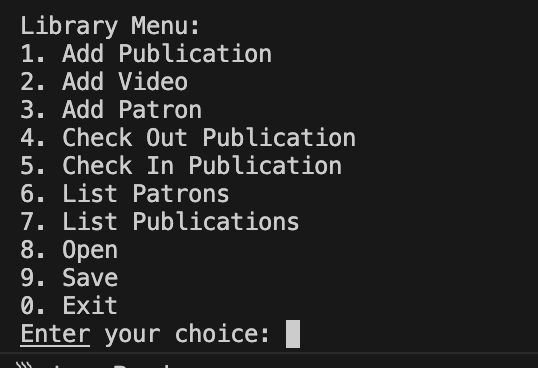 Library Menu:
1. Add Publication
2. Add Video
3. Add Patron
4. Check Out Publication
5. Check In Publication
6. List Patrons
7. List Publications
8. Open
9. Save
0. Exit
Enter your choice: